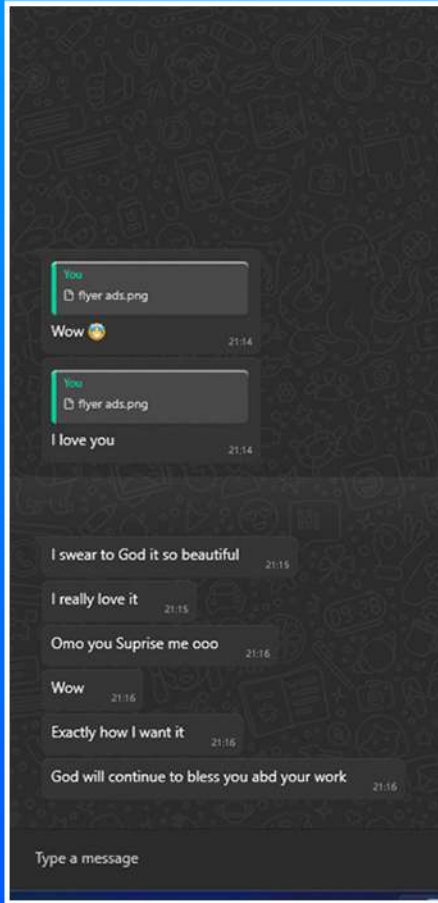 You
flyer ads.png
Wow 😇
21:14
You
flyer ads.png
I love you
21:14
I swear to God it so beautiful
21:15
I really love it
21:15
Omo you Suprise me ooo
21:16
Wow
21:16
Exactly how I want it
21:16
God will continue to bless you abd your work
21:16
Type a message